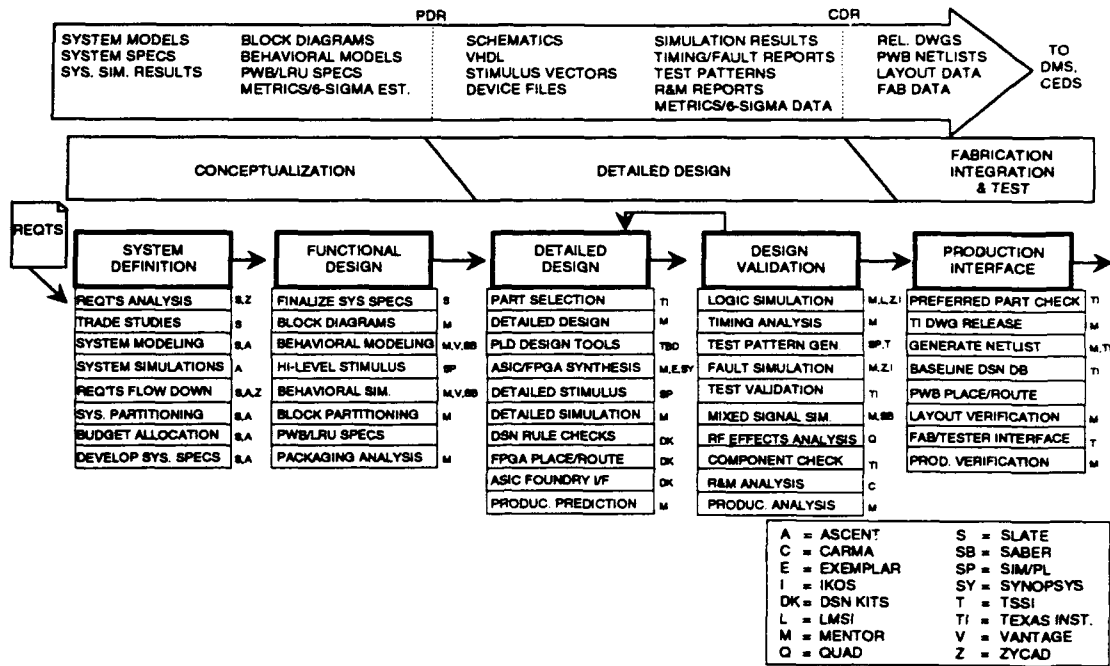 PDR
CDR
SYSTEM MODELS
SYSTEM SPECS
SYS. SIM. RESULTS
BLOCK DIAGRAMS
BEHAVIORAL MODELS
PWB/LRU SPECS
METRICS/6-SIGMA EST.
SCHEMATICS
VHDL
STIMULUS VECTORS
DEVICE FILES
SIMULATION RESULTS
TIMING/FAULT REPORTS
TEST PATTERNS
R&M REPORTS
METRICS/6-SIGMA DATA
REL. DWGS
PWB NETLISTS
LAYOUT DATA
FAB DATA
TO
DMS,
CEDS
CONCEPTUALIZATION
DETAILED DESIGN
FABRICATION
INTEGRATION
& TEST
REQTS
SYSTEM
DEFINITION
REQT'S ANALYSIS S,Z
TRADE STUDIES S
SYSTEM MODELING S,A
SYSTEM SIMULATIONS A
REQTS FLOW DOWN S,A,Z
SYS. PARTITIONING S,A
BUDGET ALLOCATION S,A
DEVELOP SYS. SPECS S,A
FUNCTIONAL
DESIGN
FINALIZE SYS SPECS S
BLOCK DIAGRAMS M
BEHAVIORAL MODELING M,V,SB
HI-LEVEL STIMULUS SP
BEHAVIORAL SIM. M,V,SB
BLOCK PARTITIONING M
PWB/LRU SPECS
PACKAGING ANALYSIS M
DETAILED
DESIGN
PART SELECTION TI
DETAILED DESIGN M
PLD DESIGN TOOLS TBD
ASIC/FPGA SYNTHESIS M,E,SY
DETAILED STIMULUS SP
DETAILED SIMULATION M
DSN RULE CHECKS DK
FPGA PLACE/ROUTE DK
ASIC FOUNDRY I/F DK
PRODUC. PREDICTION M
DESIGN
VALIDATION
LOGIC SIMULATION M,L,Z,I
TIMING ANALYSIS M
TEST PATTERN GEN. SP,T
FAULT SIMULATION M,Z,I
TEST VALIDATION TI
MIXED SIGNAL SIM. M,SB
RF EFFECTS ANALYSIS Q
COMPONENT CHECK TI
R&M ANALYSIS C
PRODUC. ANALYSIS M
PRODUCTION
INTERFACE
PREFERRED PART CHECK TI
TI DWG RELEASE M
GENERATE NETLIST
BASELINE DSN DB TI
PWB PLACE/ROUTE
LAYOUT VERIFICATION M
FAB/TESTER INTERFACE T
PROD. VERIFICATION M
A = ASCENT
C = CARMA
E = EXEMPLAR
I = IKOS
DK = DSN KITS
L = LMSI
M = MENTOR
Q = QUAD
S = SLATE
SB = SABER
SP = SIM/PL
SY = SYNOPSYS
T = TSSI
TI = TEXAS INST.
V = VANTAGE
Z = ZYCAD